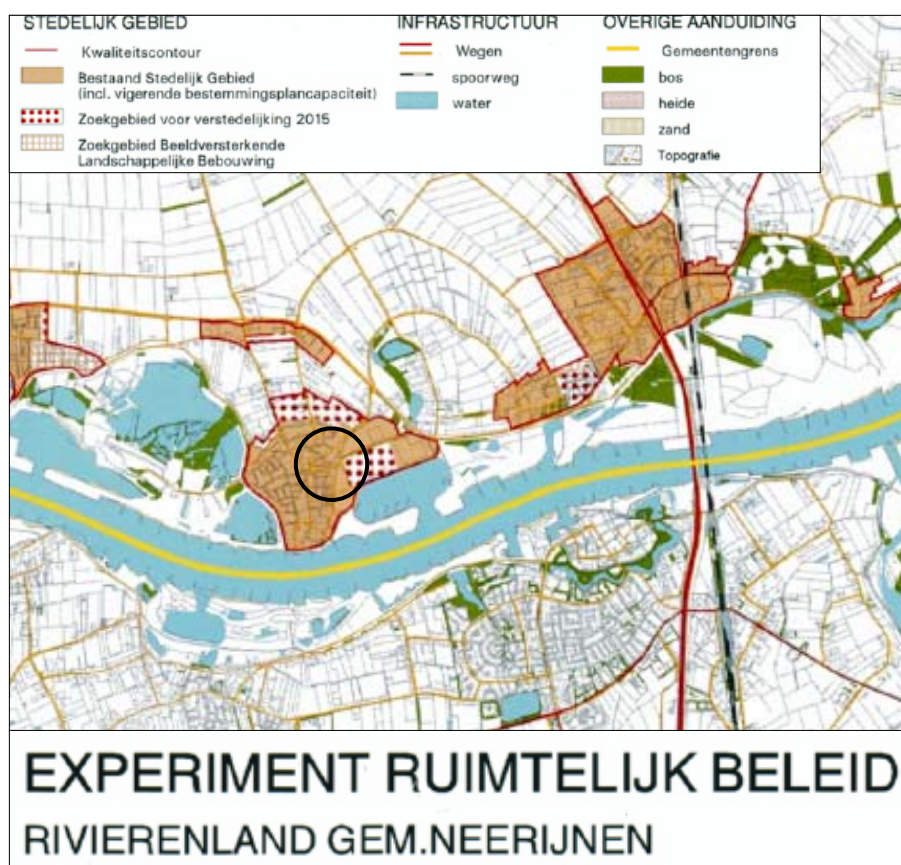 STEDELIJK GEBIED
Kwaliteitscontour
Bestaand Stedelijk Gebied
(incl. vigerende bestemmingsplancapaciteit)
Zoekgebied voor verstedelijking 2015
Zoekgebied Beeldversterkende
Landschappelijke Bebouwing
INFRASTRUCTUUR
Wegen
spoorweg
water
OVERIGE AANDUIDING
Gemeentengrens
bos
heide
zand
Topografie
EXPERIMENT RUIMTELIJK BELEID
RIVIERENLAND GEM.NEERIJNEN